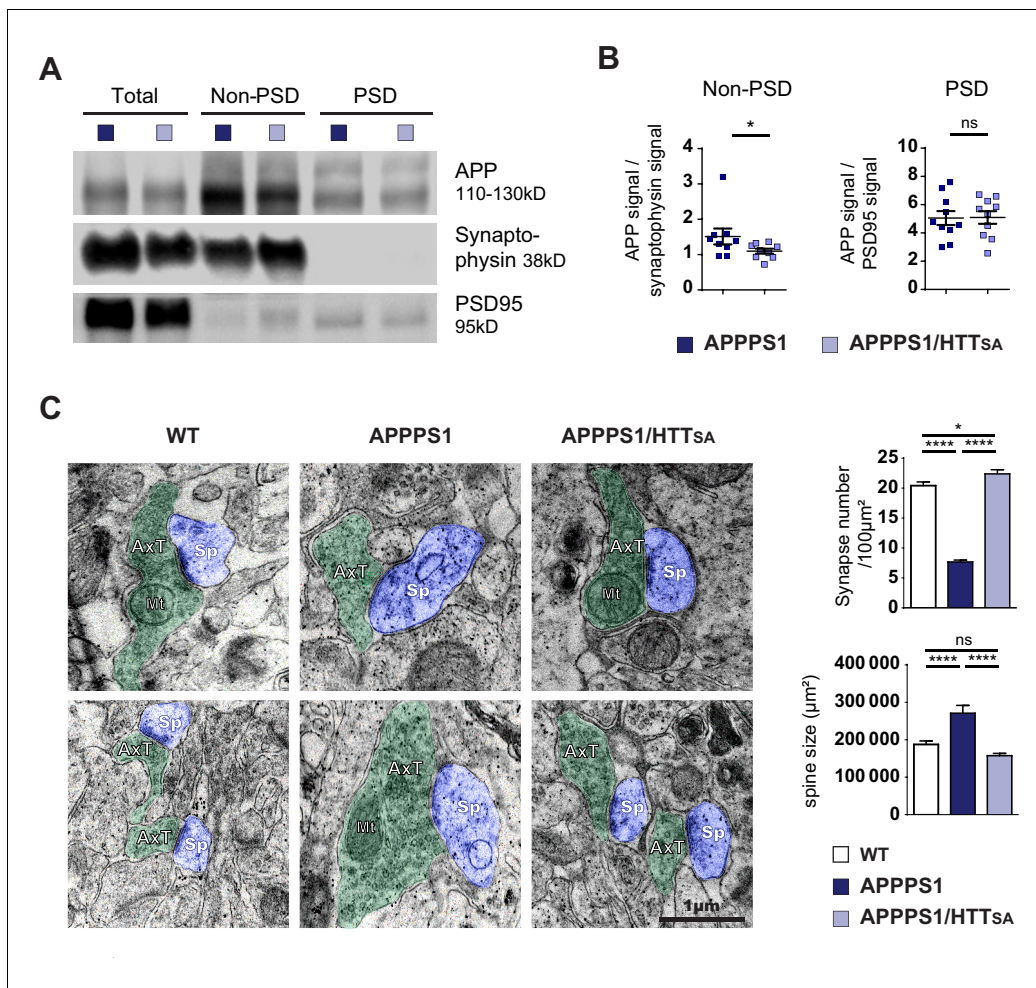 A
Total Non-PSD PSD
APP
110-130kD
Synapto-
physin 38kD
PSD95
95kD
B
Non-PSD PSD
* ns
APP signal /
synaptophysin signal
4
3
2
1
0
APP signal /
PSD95 signal
10
8
6
4
2
0
APPPS1 APPPS1/HTTSA
C
WT APPPS1 APPPS1/HTTSA
AxT Sp Mt
AxT Sp
AxT Sp Mt
Sp AxT AxT Sp
AxT Sp Mt
AxT Sp AxT Sp
1µm
Synapse number
/100µm²
*
**** ****
25
20
15
10
5
0
spine size (µm²)
ns
**** ****
400 000
300 000
200 000
100 000
0
WT
APPPS1
APPPS1/HTTSA